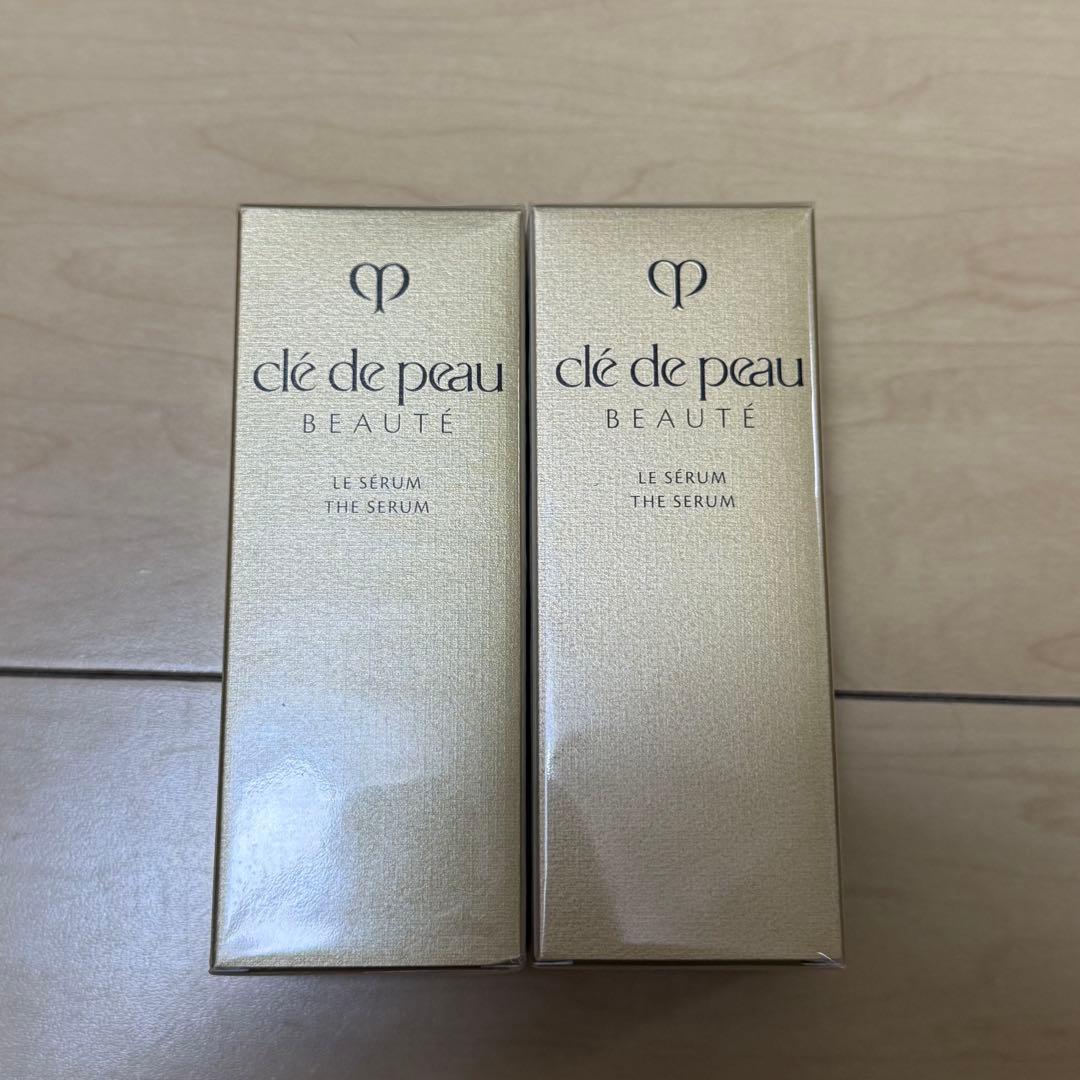 clé de peau
BEAUTÉ
LE SÉRUM
THE SERUM
clé de peau
BEAUTÉ
LE SÉRUM
THE SERUM